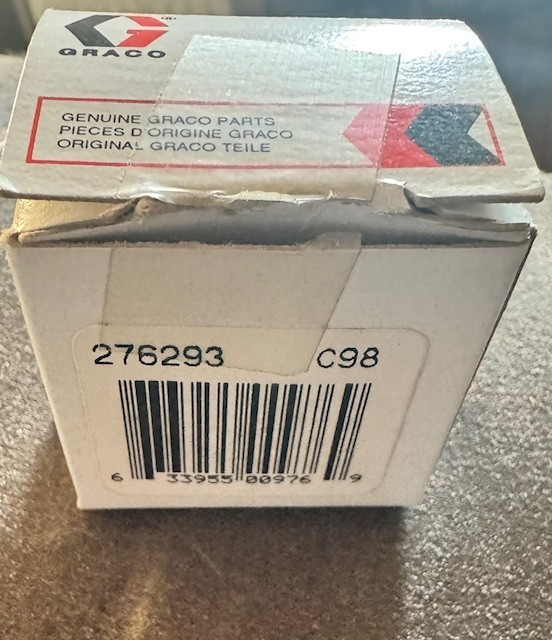 GRACO
GENUINE GRACO PARTS
PIECES D'ORIGINE GRACO
ORIGINAL GRACO TEILE
276293 C98
6 33955 00976 9